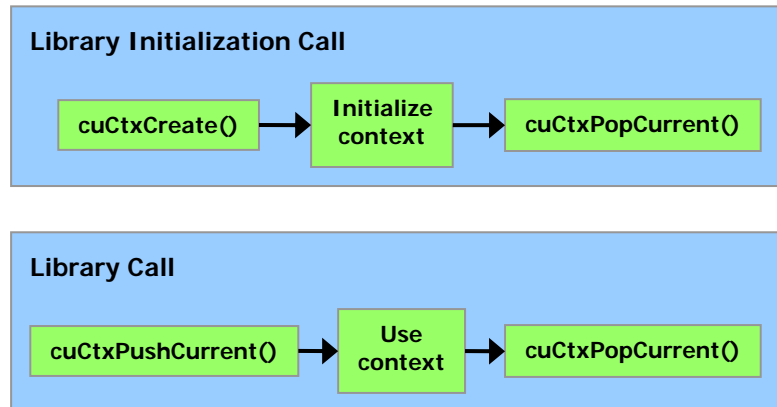 Library Initialization Call
cuCtxCreate()
Initialize
context
cuCtxPopCurrent()
Library Call
cuCtxPushCurrent()
Use
context
cuCtxPopCurrent()